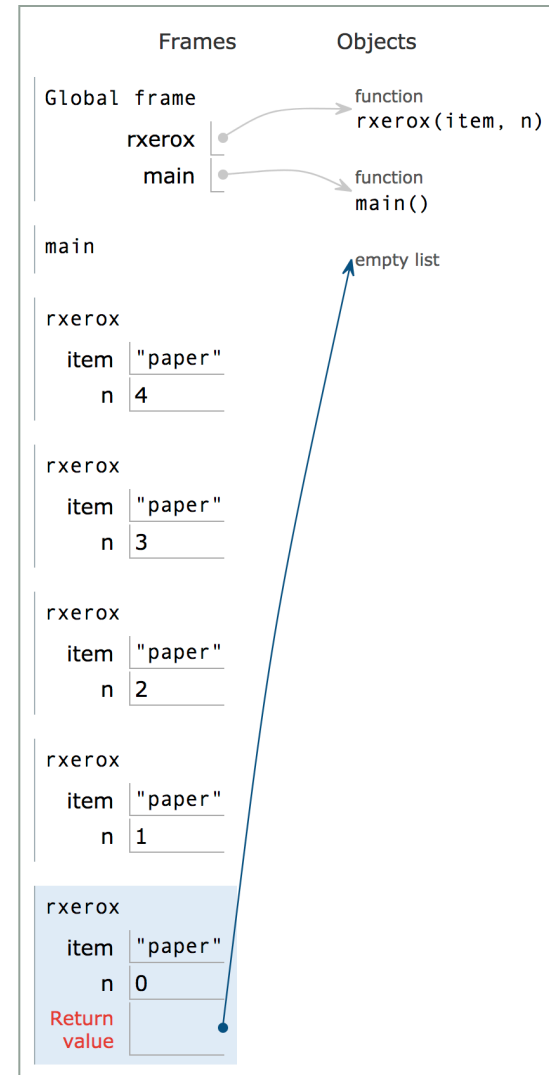 Frames Objects
Global frame
function
rxerox(item, n)
rxerox
main
function
main()
main
empty list
rxerox
item "paper"
n 4
rxerox
item "paper"
n 3
rxerox
item "paper"
n 2
rxerox
item "paper"
n 1
rxerox
item "paper"
n 0
Return
value